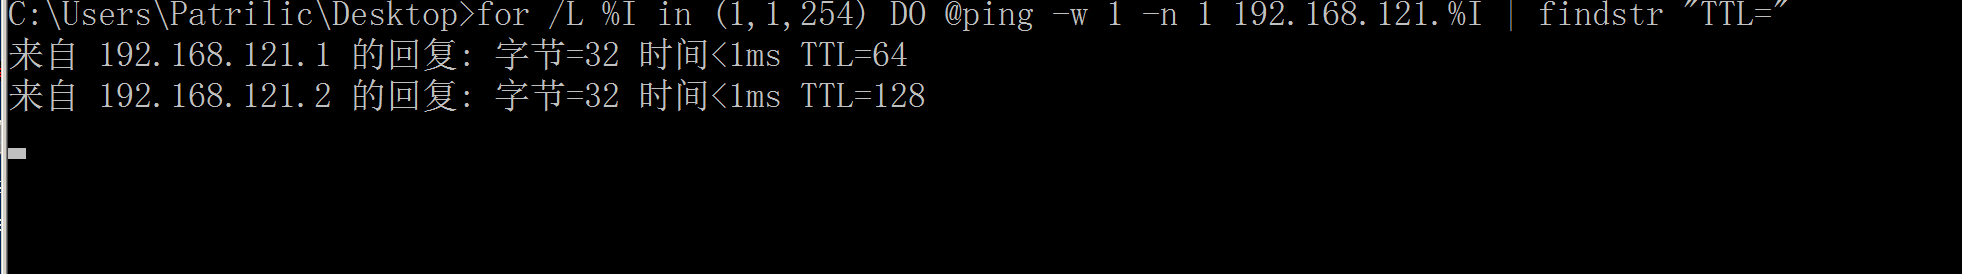 C:\Users\Patrilic\Desktop>for /L %I in (1,1,254) DO @ping -w 1 -n 1 192.168.121.%I | findstr "TTL="
来自 192.168.121.1 的回复: 字节=32 时间<1ms TTL=64
来自 192.168.121.2 的回复: 字节=32 时间<1ms TTL=128